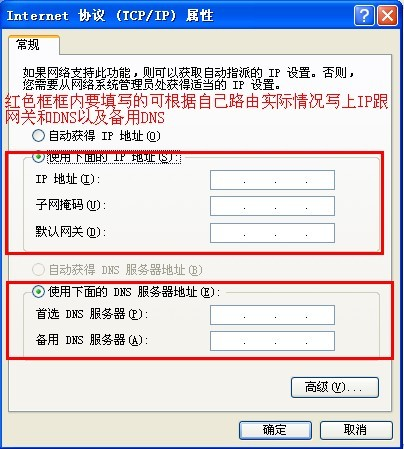 Internet 协议 (TCP/IP) 属性
常规
如果网络支持此功能，则可以获取自动指派的 IP 设置。否则，
您需要从网络系统管理员处获得适当的 IP 设置。
红色框框内要填写的可根据自己路由实际情况写上IP跟
网关和DNS以及备用DNS
自动获得 IP 地址(O)
使用下面的 IP 地址(S):
IP 地址(I):
子网掩码(U):
默认网关(D):
自动获得 DNS 服务器地址(B)
使用下面的 DNS 服务器地址(E):
首选 DNS 服务器(P):
备用 DNS 服务器(A):
高级(V)...
确定 取消